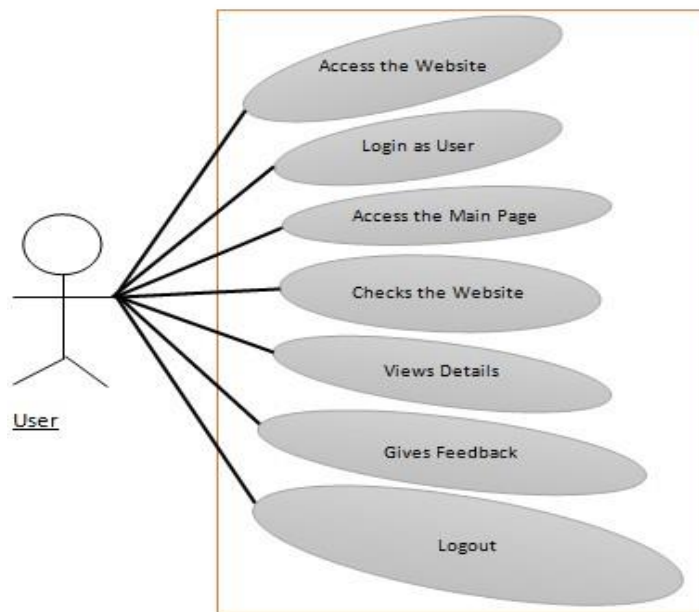 Access the Website
Login as User
Access the Main Page
Checks the Website
Views Details
User
Gives Feedback
Logout